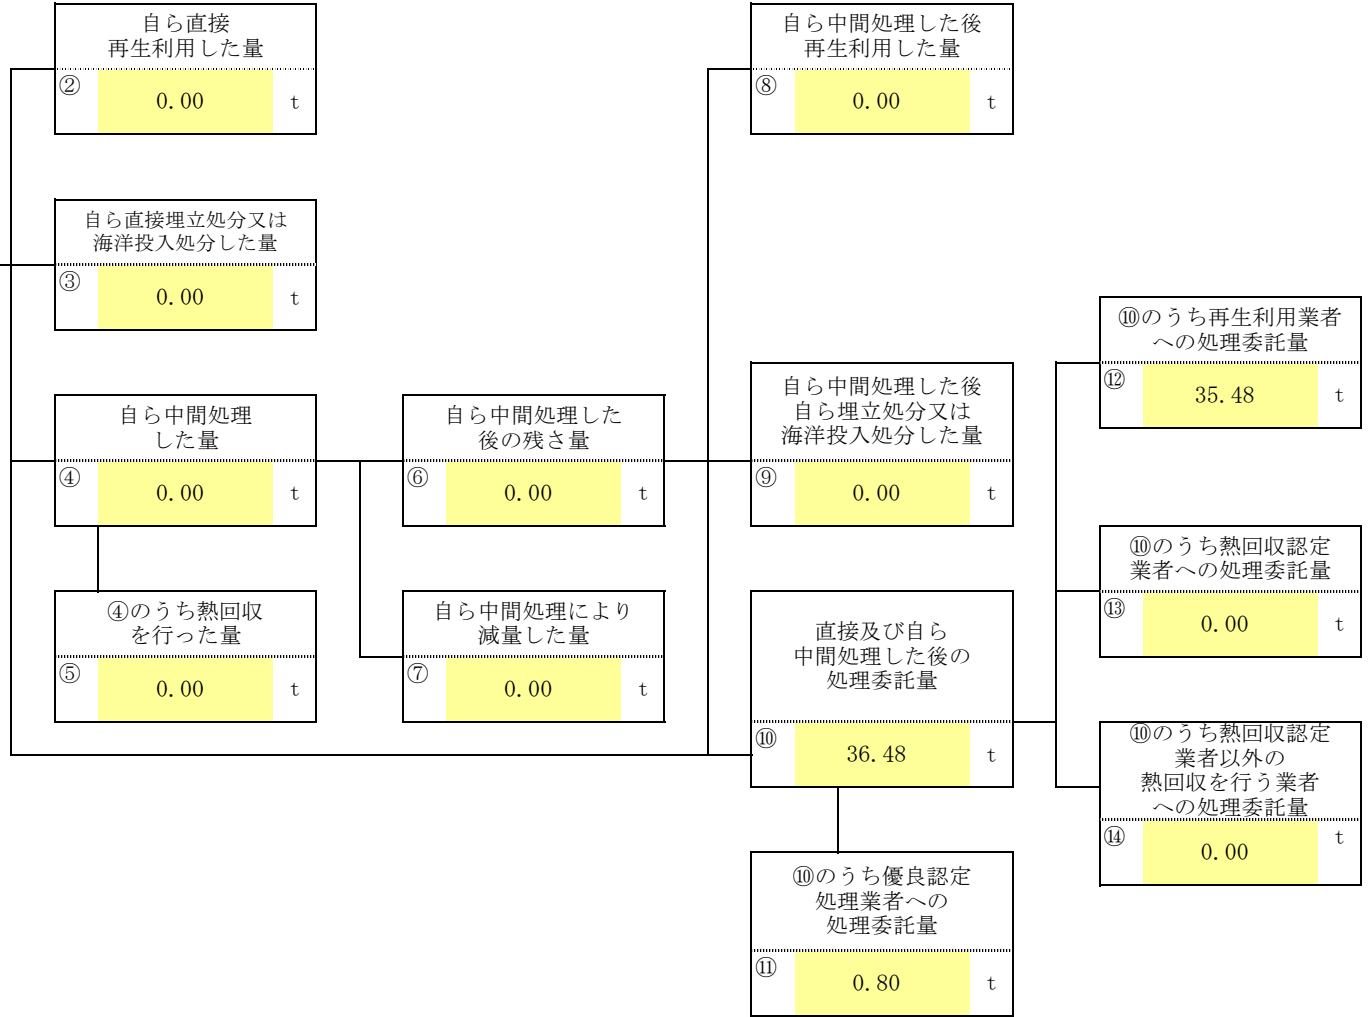 自ら直接
再生利用した量
②
0.00
t
自ら直接埋立処分又は
海洋投入処分した量
③
0.00
t
自ら中間処理
した量
④
0.00
t
④のうち熱回収
を行った量
⑤
0.00
t
自ら中間処理した
後の残さ量
⑥
0.00
t
自ら中間処理により
減量した量
⑦
0.00
t
自ら中間処理した後
再生利用した量
⑧
0.00
t
自ら中間処理した後
自ら埋立処分又は
海洋投入処分した量
⑨
0.00
t
直接及び自ら
中間処理した後の
処理委託量
⑩
36.48
t
⑩のうち優良認定
処理業者への
処理委託量
⑪
0.80
t
⑩のうち再生利用業者
への処理委託量
⑫
35.48
t
⑩のうち熱回収認定
業者への処理委託量
⑬
0.00
t
⑩のうち熱回収認定
業者以外の
熱回収を行う業者
への処理委託量
⑭
0.00
t